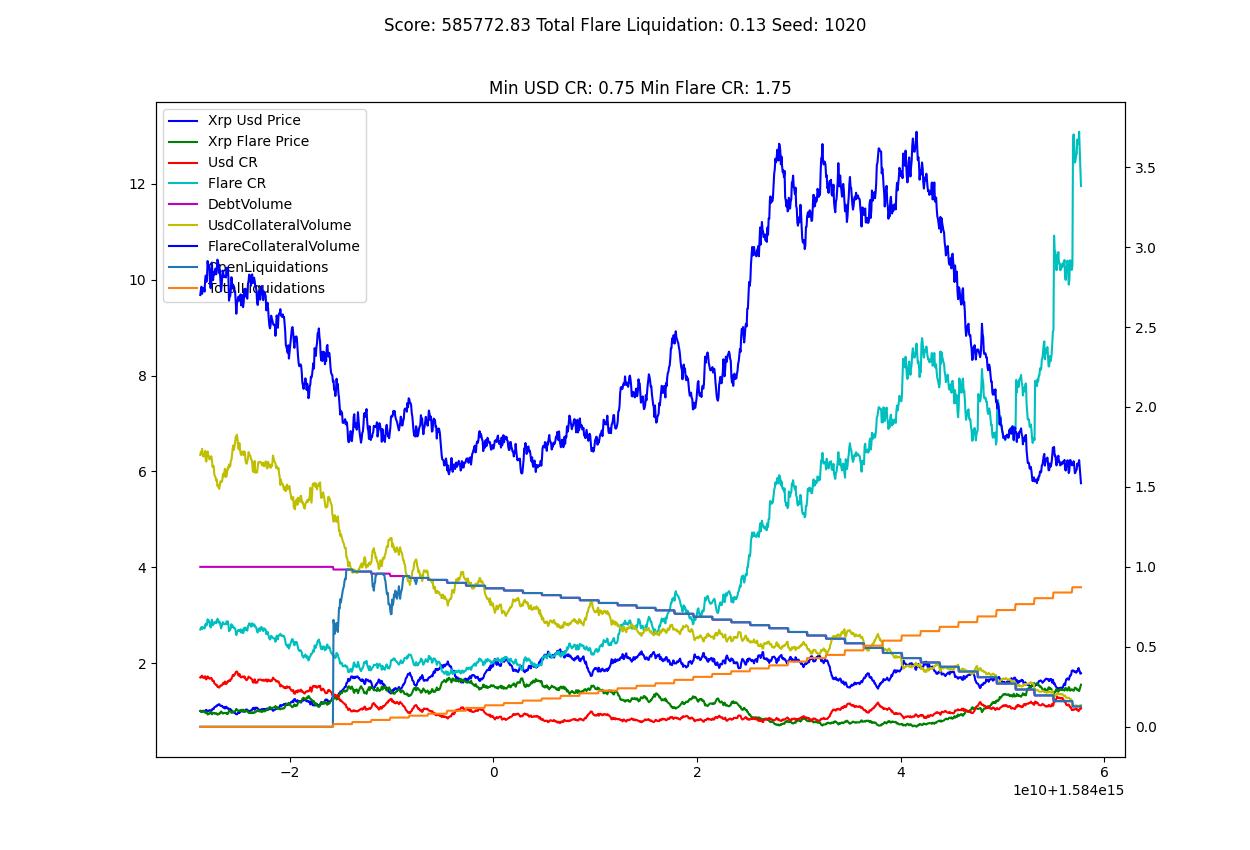 Score: 585772.83 Total Flare Liquidation: 0.13 Seed: 1020
Min USD CR: 0.75 Min Flare CR: 1.75
Xrp Usd Price
Xrp Flare Price
Usd CR
Flare CR
DebtVolume
UsdCollateralVolume
FlareCollateralVolume
OpenLiquidations
TotalLiquidations
12
10
8
6
4
2
3.5
3.0
2.5
2.0
1.5
1.0
0.5
0.0
−2
0
2
4
6
1e10+1.584e15